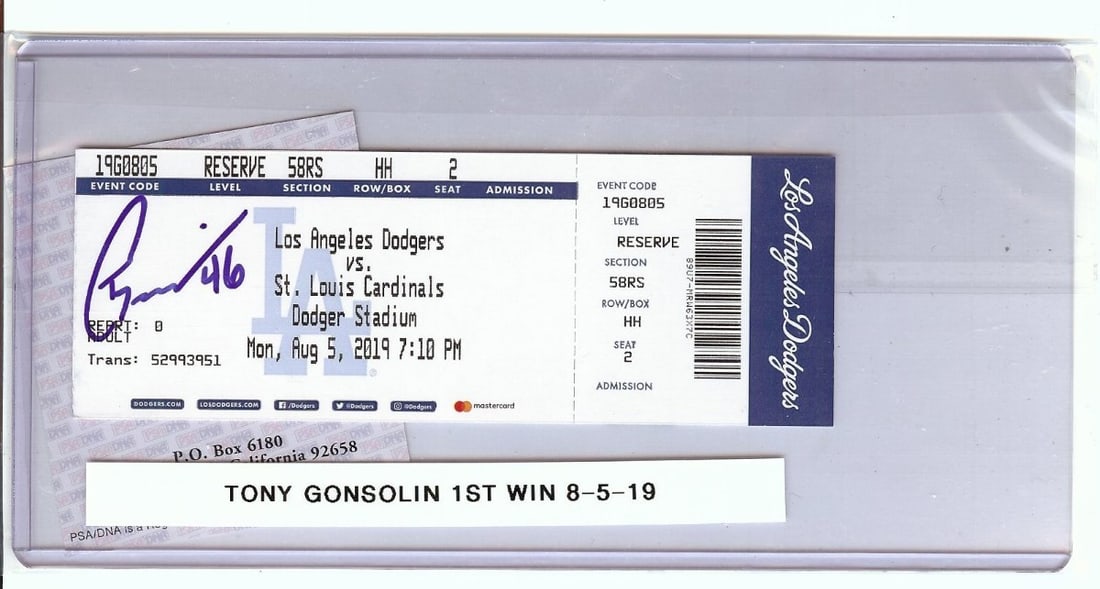 19G0805 RESERVE 58RS HH 2
EVENT CODE LEVEL SECTION ROW/BOX SEAT ADMISSION
46
Los Angeles Dodgers
vs.
St. Louis Cardinals
Dodger Stadium
Mon, Aug 5, 2019 7:10 PM
REPRT: 0
ADULT
Trans: 52993951
DODGERS.COM LOSDODGERS.COM /Dodgers @Dodgers @Dodgers mastercard
EVENT CODE
19G0805
LEVEL
RESERVE
SECTION
58RS
ROW/BOX
HH
SEAT
2
ADMISSION
Los Angeles Dodgers
P.O. Box 6180
California 92658
TONY GONSOLIN 1ST WIN 8-5-19
PSA/DNA is a